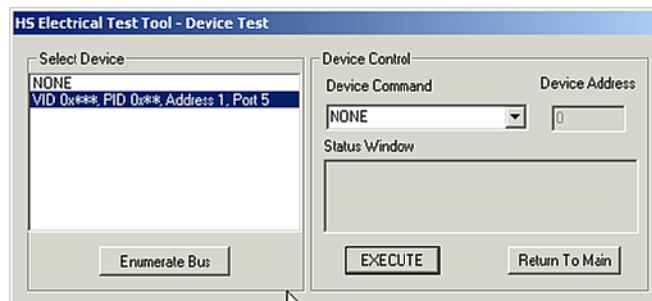 HS Electrical Test Tool - Device Test
Select Device
NONE
VID 0x***, PID 0x**, Address 1, Port 5
Enumerate Bus
Device Control
Device Command
Device Address
NONE
0
Status Window
EXECUTE
Return To Main